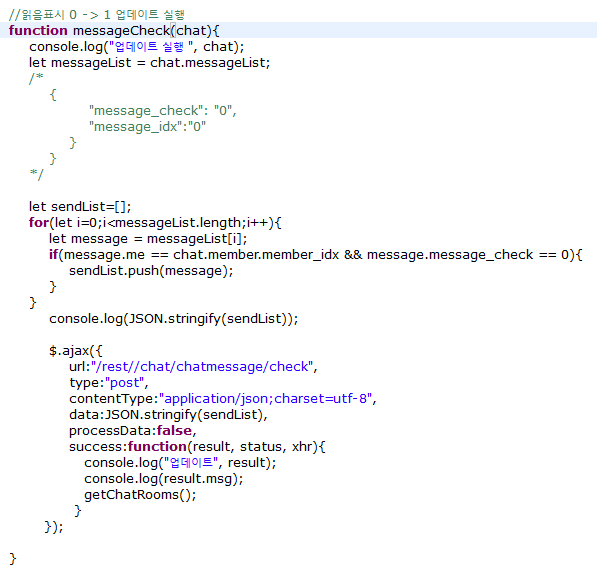 //읽음표시 0 -> 1 업데이트 실행
function messageCheck(chat){
console.log("업데이트 실행 ", chat);
let messageList = chat.messageList;
/*
{
"message_check": "0",
"message_idx":"0"
}
}
*/
let sendList=[];
for(let i=0;i<messageList.length;i++){
let message = messageList[i];
if(message.me == chat.member.member_idx && message.message_check == 0){
sendList.push(message);
}
}
console.log(JSON.stringify(sendList));
$.ajax({
url:"/rest//chat/chatmessage/check",
type:"post",
contentType:"application/json;charset=utf-8",
data:JSON.stringify(sendList),
processData:false,
success:function(result, status, xhr){
console.log("업데이트", result);
console.log(result.msg);
getChatRooms();
}
});
}